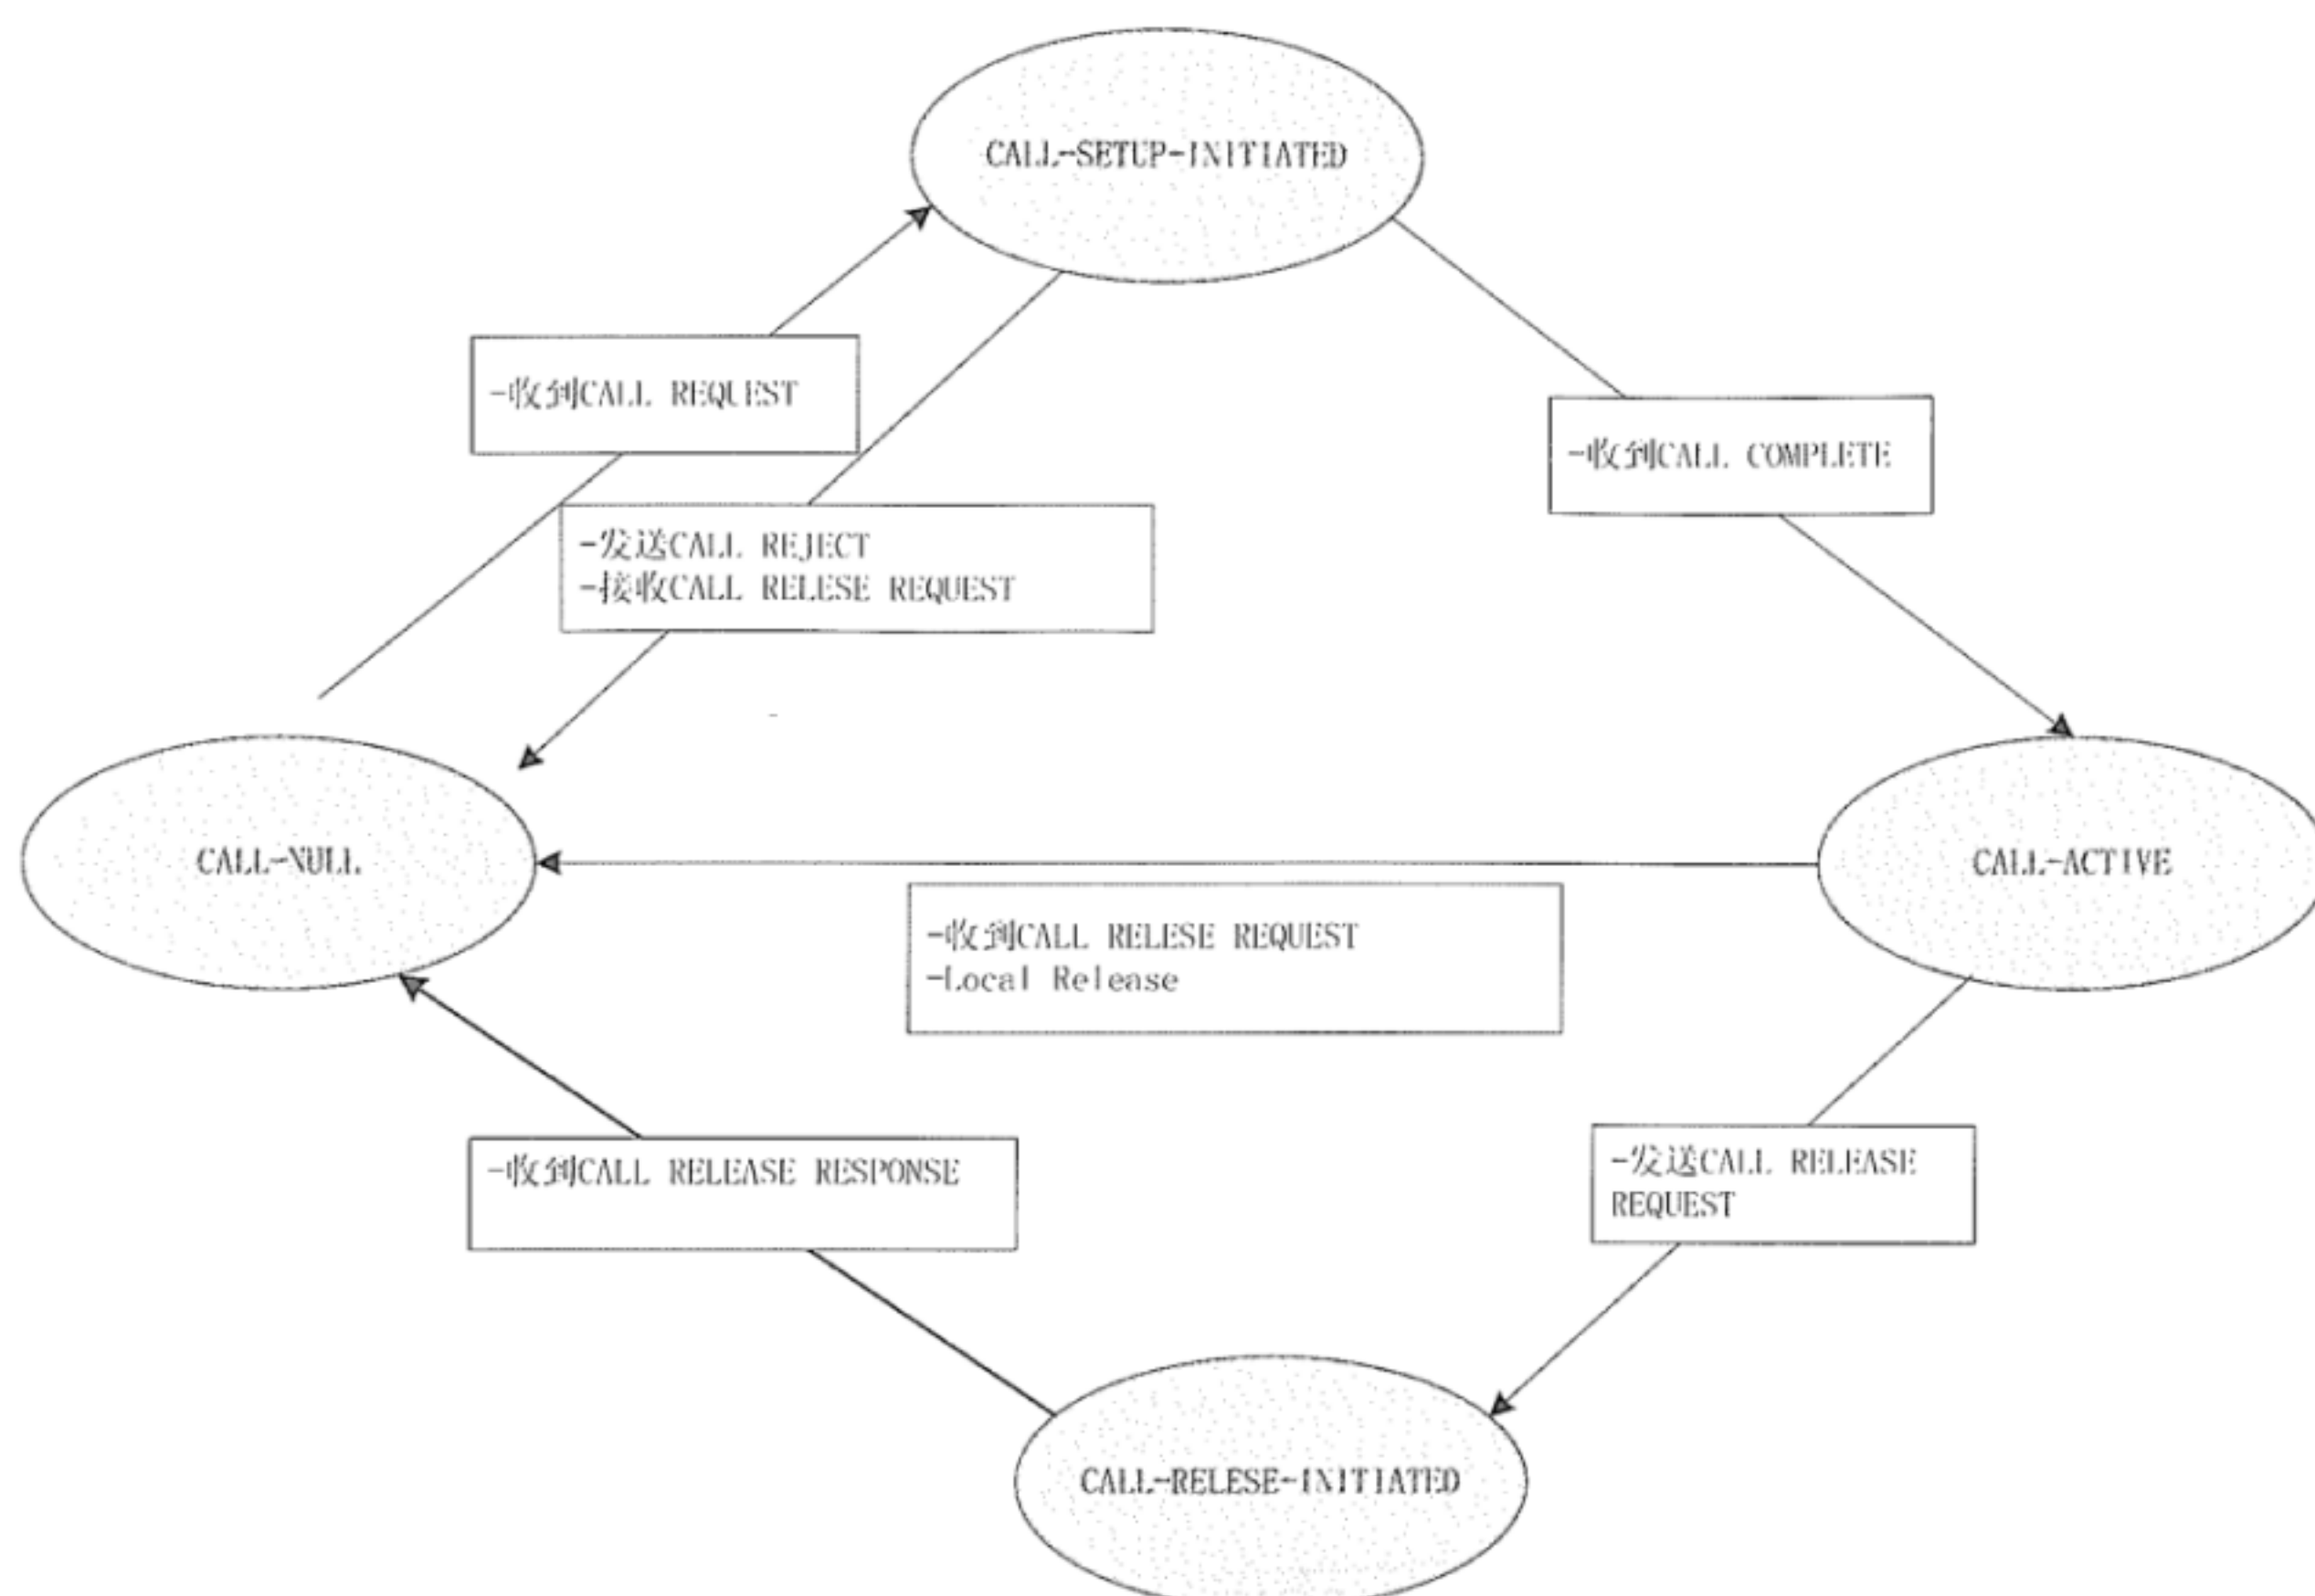 CALL-SETUP-INITIATED
-收到CALL REQUEST
-收到CALL COMPLETE
-发送CALL REJECT
-接收CALL RELESE REQUEST
CALL-NULL
CALL-ACTIVE
-收到CALL RELESE REQUEST
-Local Release
-收到CALL RELEASE RESPONSE
-发送CALL RELEASE
REQUEST
CALL-RELESE-INITIATED